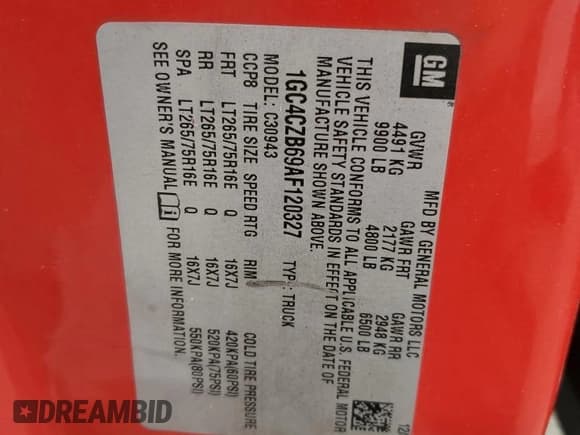 GM
®
MFD BY GENERAL MOTORS LLC
GVWR GAWR FRT GAWR RR
4491 KG 2177 KG 2948 KG
9900 LB 4800 LB 6500 LB
THIS VEHICLE CONFORMS TO ALL APPLICABLE U.S. FEDERAL MOTOR
VEHICLE SAFETY STANDARDS IN EFFECT ON THE DATE OF
MANUFACTURE SHOWN ABOVE.
1GC4CZB69AF120327 TYP : TRUCK
MODEL: C30943
CCP8 TIRE SIZE SPEED RTG RIM COLD TIRE PRESSURE
FRT LT265/75R16E Q 16X7J 420KPA(60PSI)
RR LT265/75R16E Q 16X7J 520KPA(75PSI)
SPA LT265/75R16E Q 16X7J 550KPA(80PSI)
SEE OWNER'S MANUAL FOR MORE INFORMATION.
DREAMBID